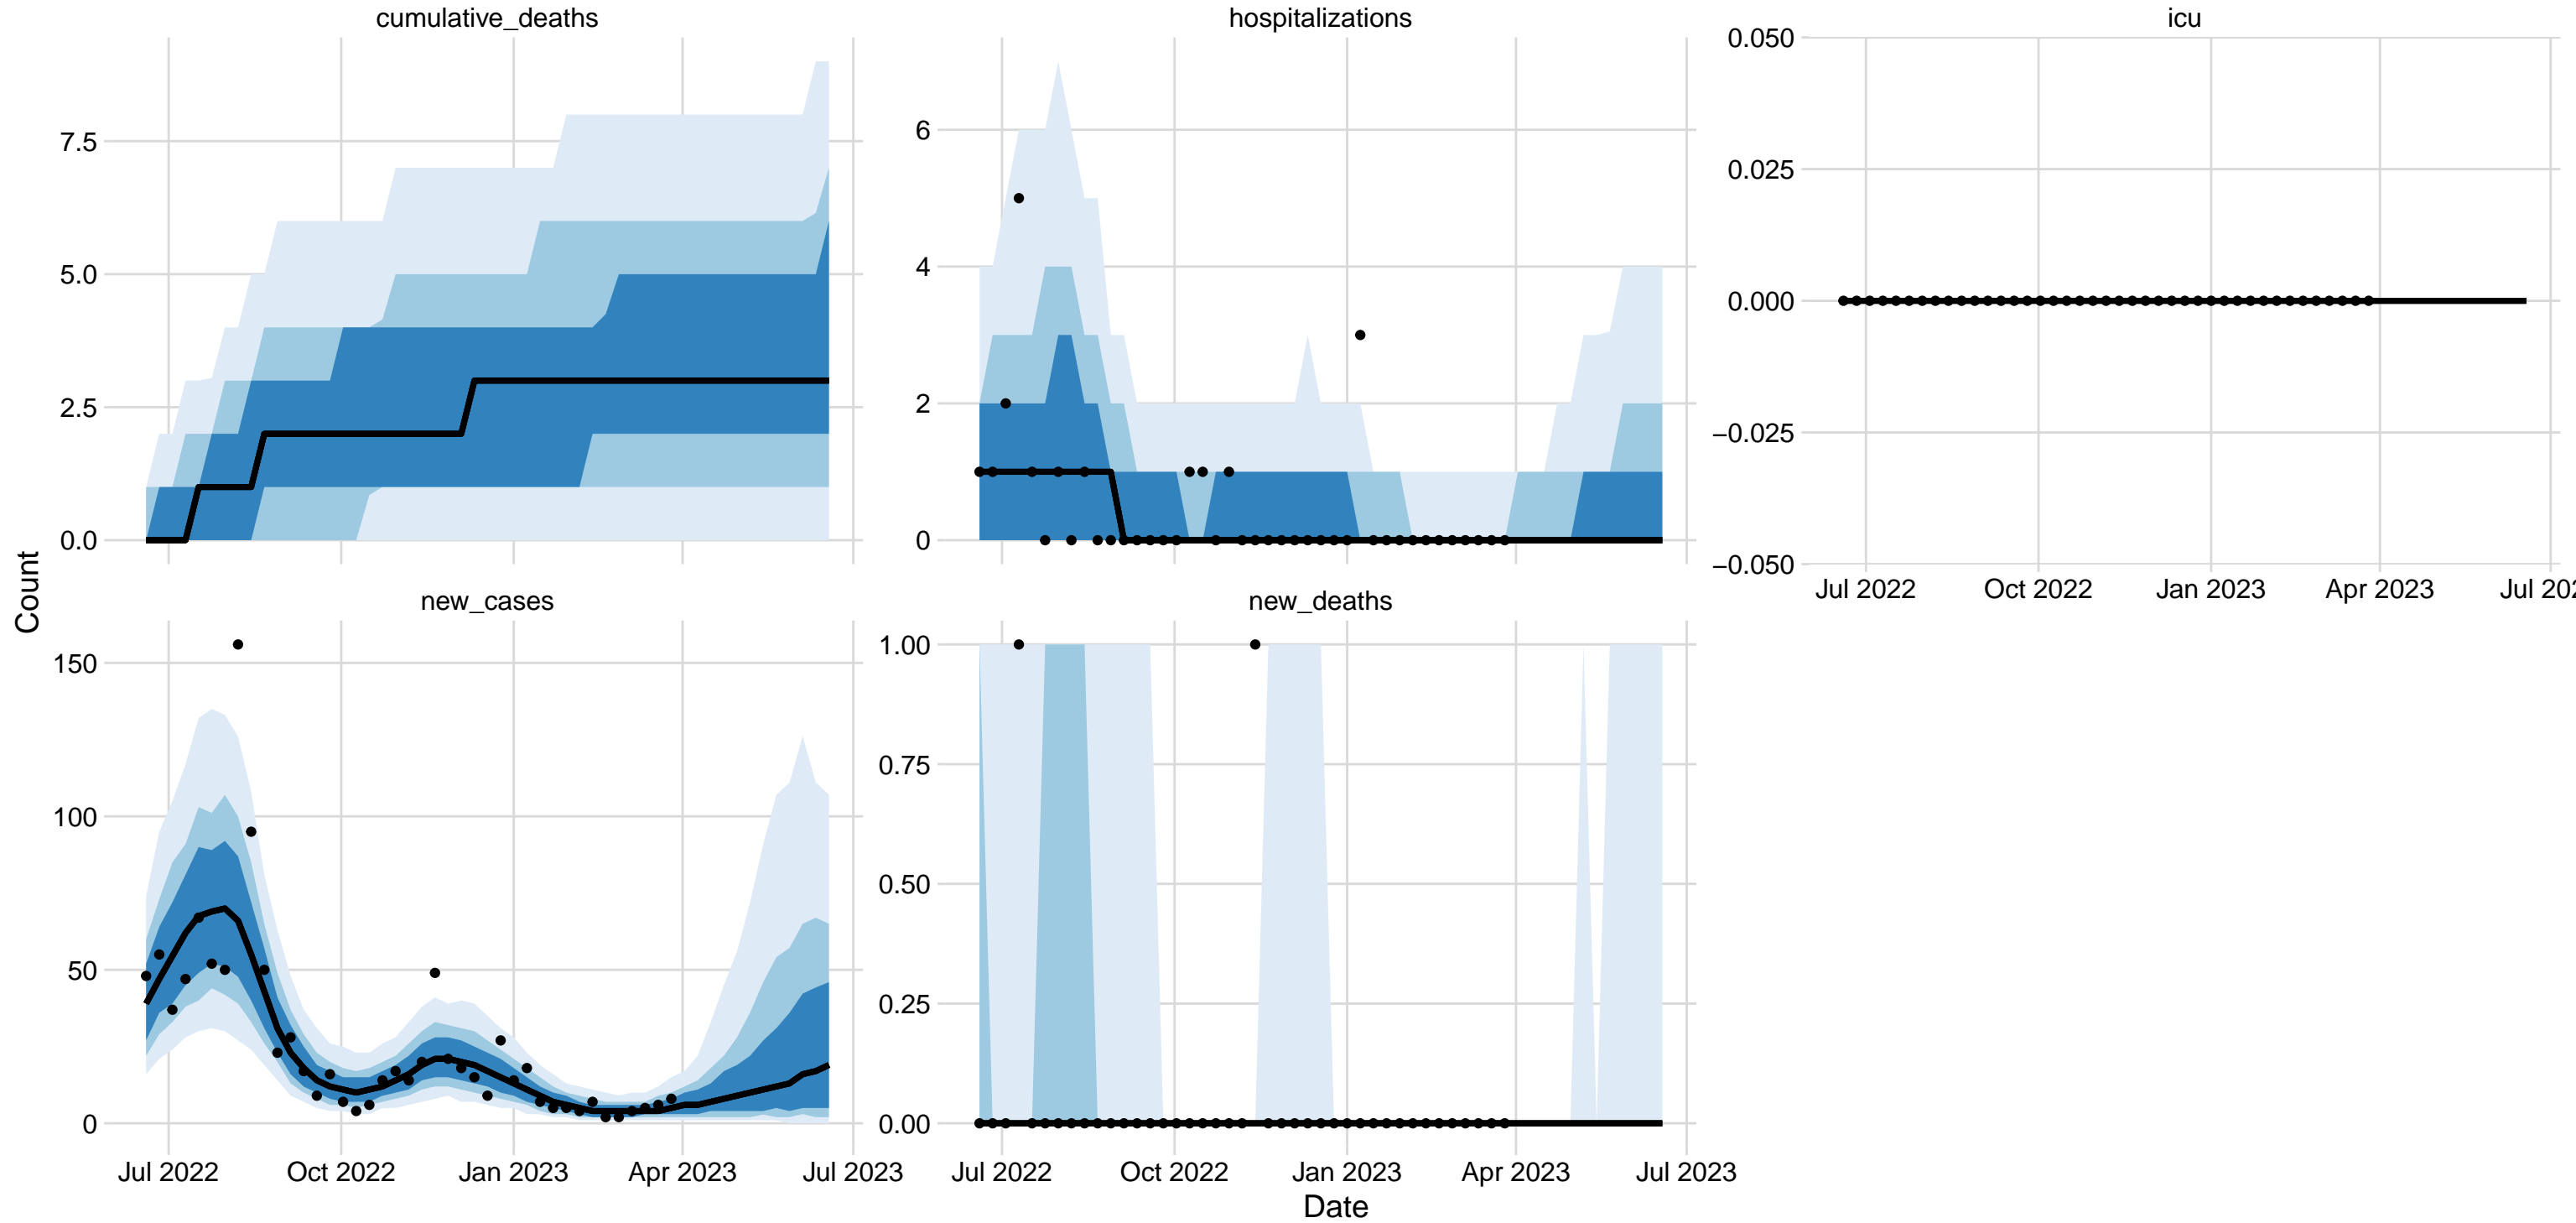 cumulative_deaths
hospitalizations
icu
7.5
5.0
2.5
0.0
6
4
2
0
0.050
0.025
0.000
−0.025
−0.050
Jul 2022 Oct 2022 Jan 2023 Apr 2023 Jul 202
Count
new_cases
new_deaths
150
100
50
0
1.00
0.75
0.50
0.25
0.00
Jul 2022 Oct 2022 Jan 2023 Apr 2023 Jul 2023
Jul 2022 Oct 2022 Jan 2023 Apr 2023 Jul 2023
Date